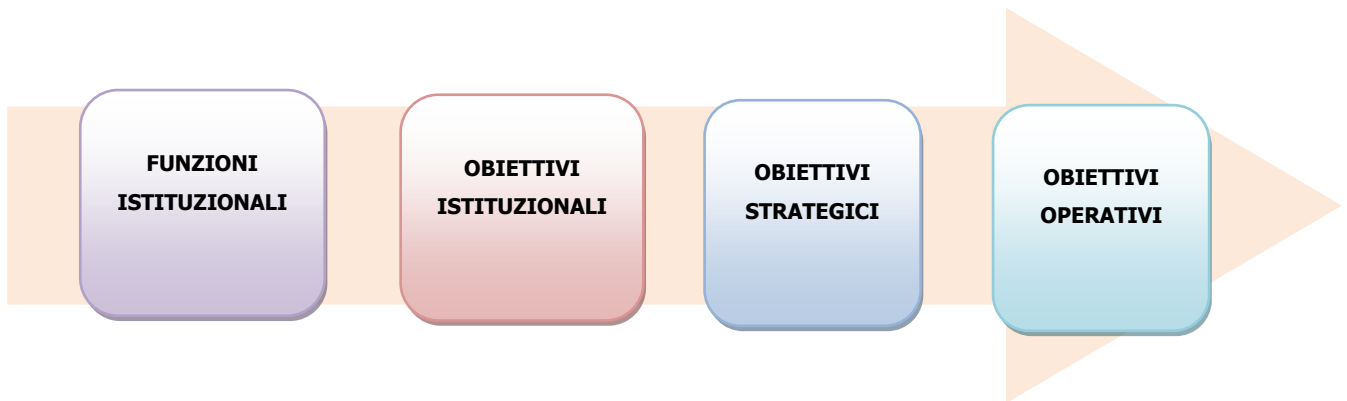 FUNZIONI
ISTITUZIONALI
OBIETTIVI
ISTITUZIONALI
OBIETTIVI
STRATEGICI
OBIETTIVI
OPERATIVI